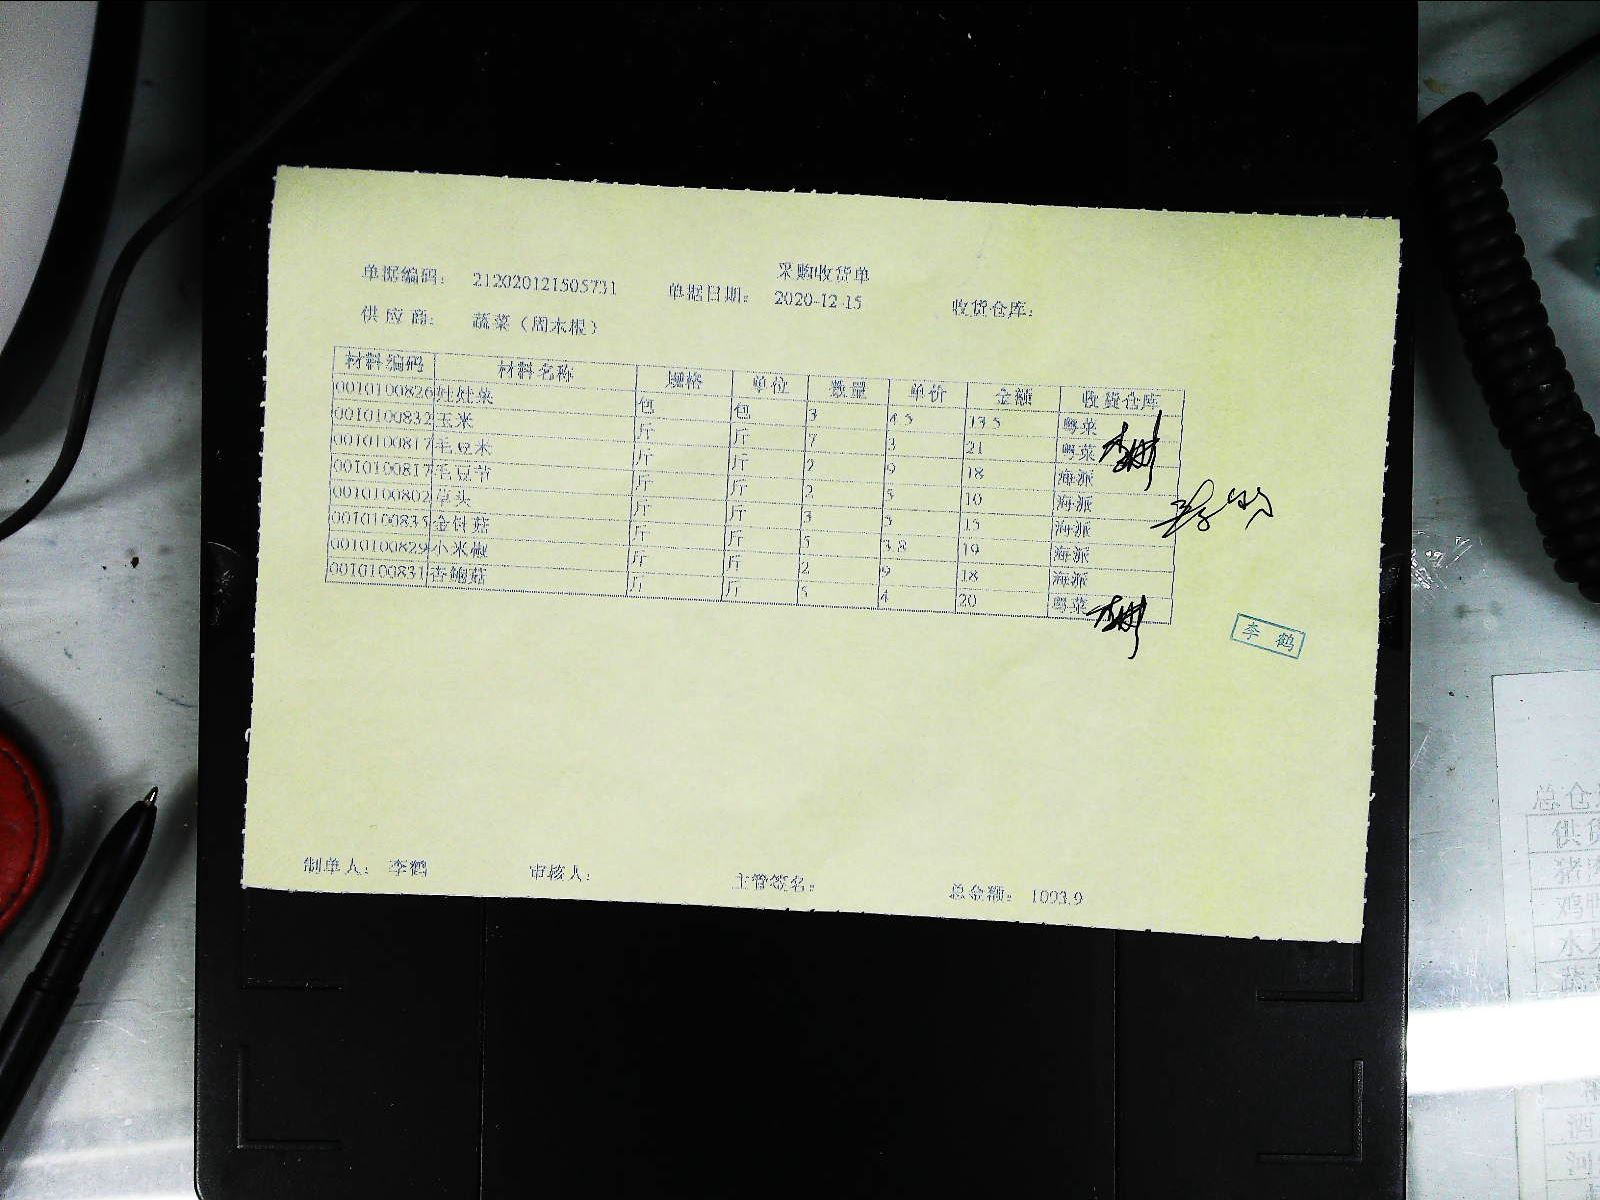 采购收货单
单据编码: 212020121505731 单据日期: 2020-12-15 收货仓库:
供应商: 蔬菜(周木根)
材料编码 材料名称 规格 单位 数量 单价 金额 收货仓库
0010100826 娃娃菜 包 包 3 4.5 13.5 粤菜
0010100832 玉米 斤 斤 7 3 21 粤菜
0010100817 毛豆米 斤 斤 2 9 18 海派
0010100817 毛豆节 斤 斤 2 5 10 海派
0010100802 草头 斤 斤 3 5 15 海派
0010100835 金针菇 斤 斤 5 3.8 19 海派
0010100829 小米椒 斤 斤 2 9 18 海派
0010100831 杏鲍菇 斤 斤 5 4 20 粤菜
李鹤
制单人: 李鹤 审核人: 主管签名: 总金额: 1093.9
总仓
供货
水
酒
河